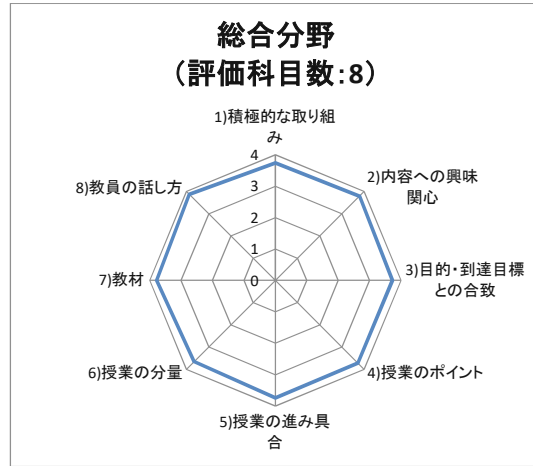 総合分野
（評価科目数：8）
1)積極的な取り組
み
2)内容への興味
関心
3)目的・到達目標
との合致
4)授業のポイント
5)授業の進み具
合
6)授業の分量
7)教材
8)教員の話し方
4
3
2
1
0